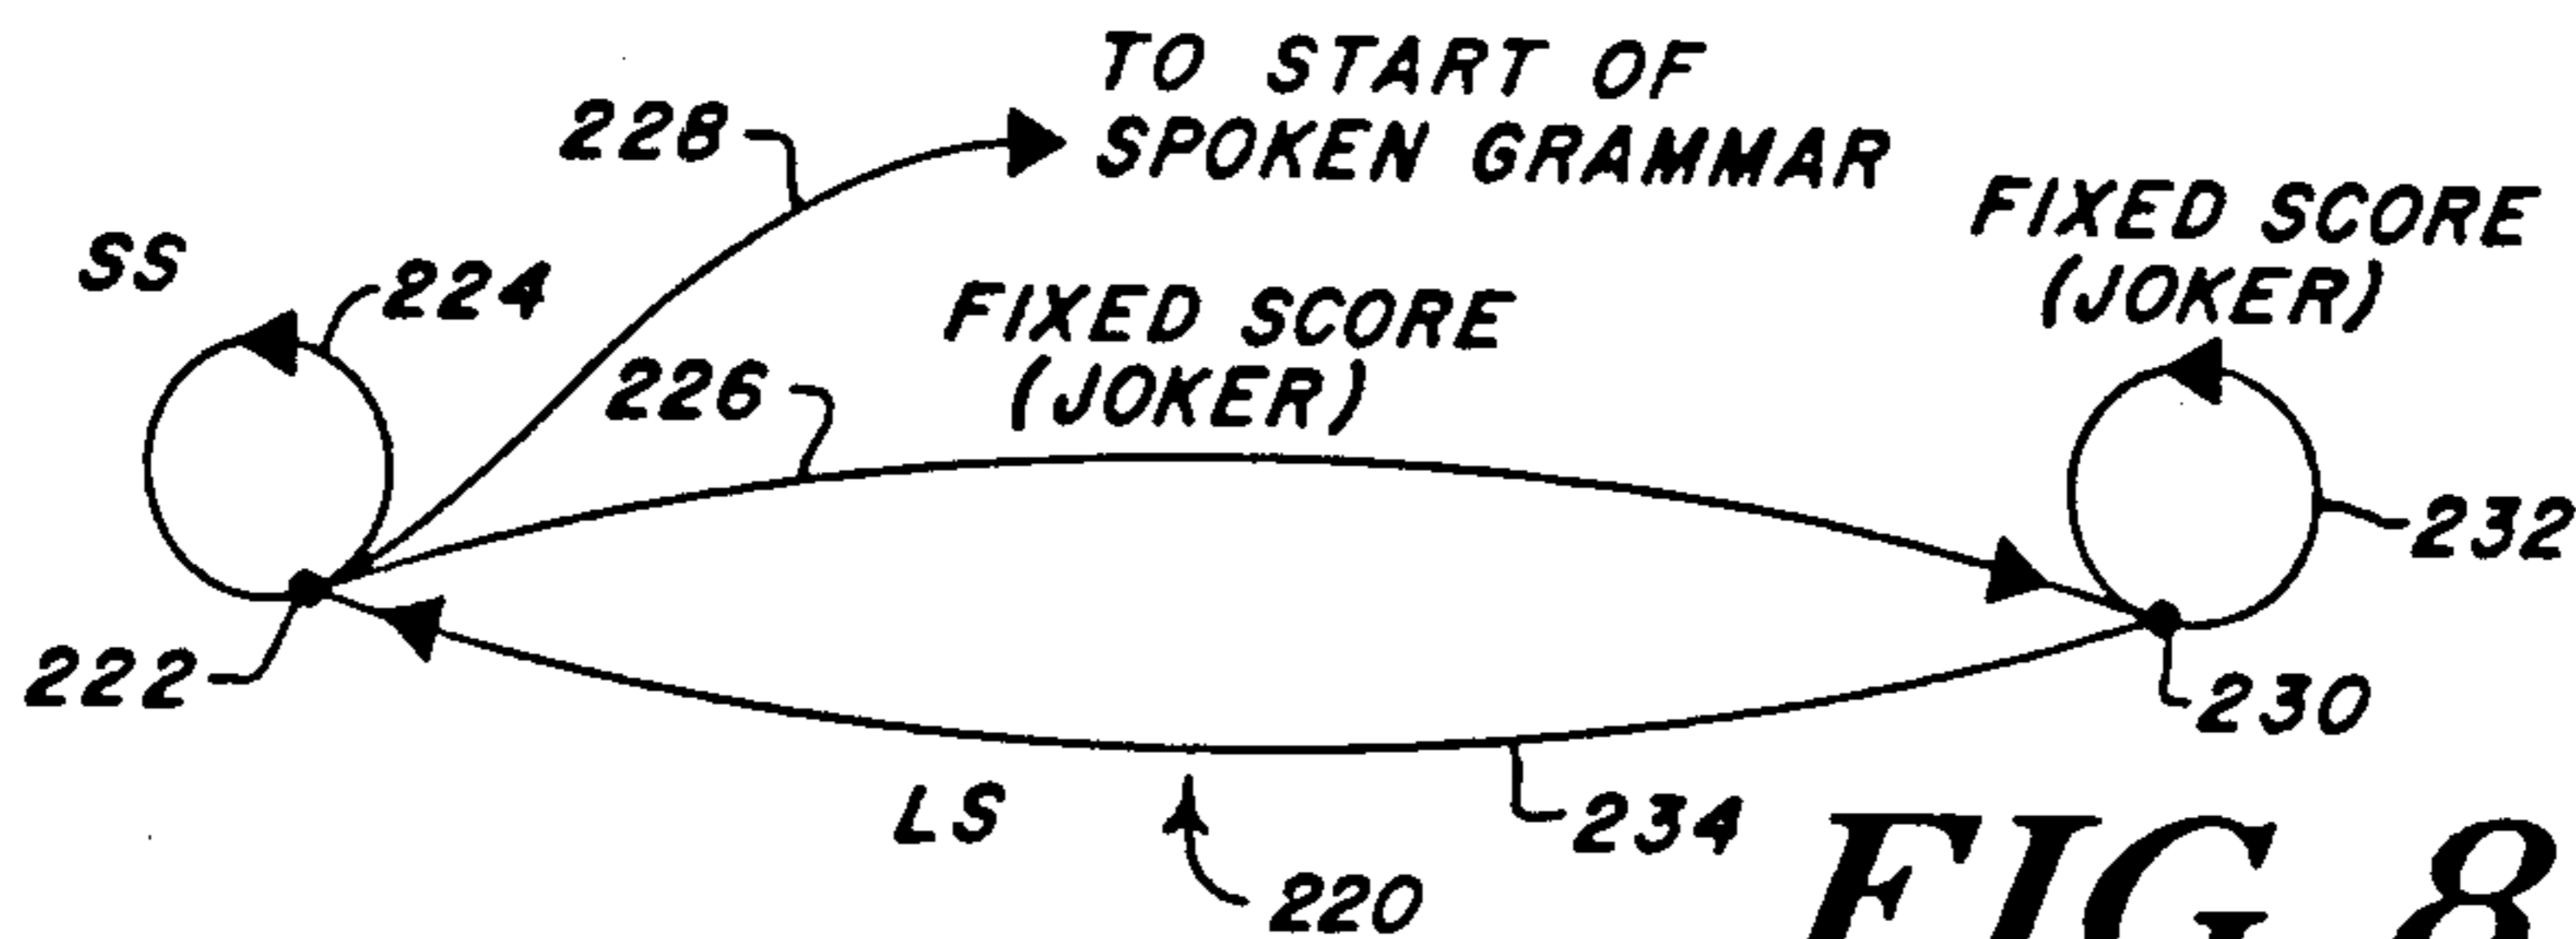 TO START OF
SPOKEN GRAMMAR
228
FIXED SCORE
(JOKER)
SS
224
FIXED SCORE
(JOKER)
226
232
222
230
LS
234
220
FIG. 8